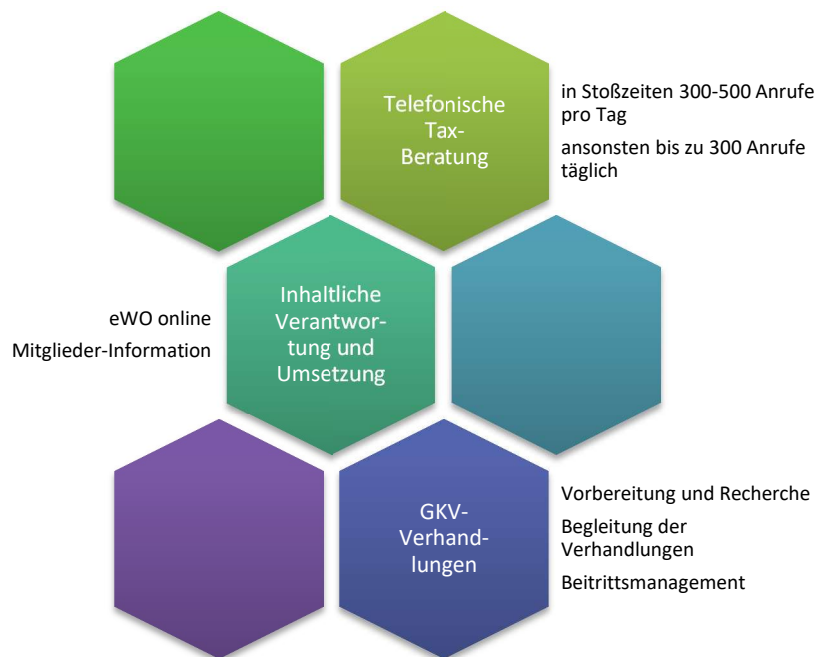 Telefonische
Tax-
Beratung
in Stoßzeiten 300-500 Anrufe
pro Tag
ansonsten bis zu 300 Anrufe
täglich
eWO online
Mitglieder-Information
Inhaltliche
Verantwor-
tung und
Umsetzung
GKV-
Verhand-
lungen
Vorbereitung und Recherche
Begleitung der
Verhandlungen
Beitrittsmanagement